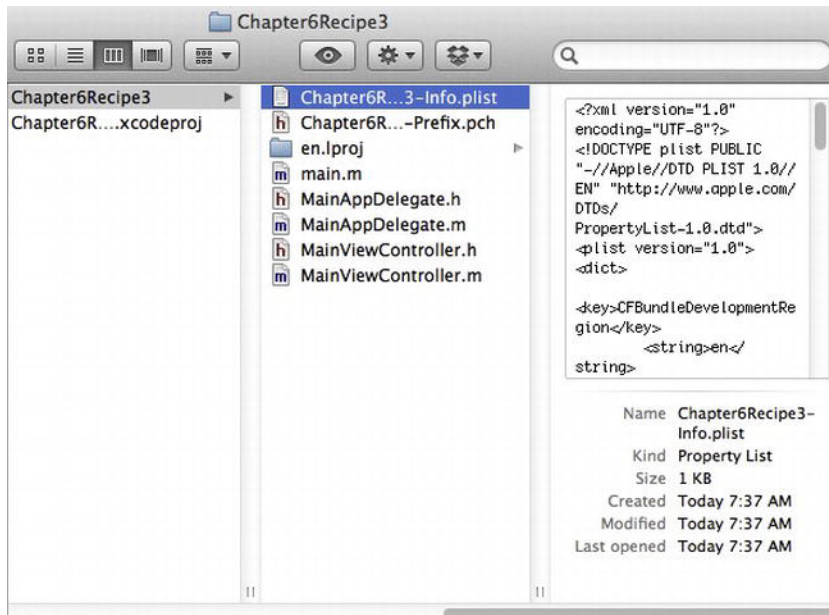 Chapter6Recipe3
Chapter6Recipe3
Chapter6R....xcodeproj
Chapter6R...3-Info.plist
h Chapter6R...-Prefix.pch
en.lproj
m main.m
h MainAppDelegate.h
m MainAppDelegate.m
h MainViewController.h
m MainViewController.m
<?xml version="1.0"
encoding="UTF-8"?>
<!DOCTYPE plist PUBLIC
"-//Apple//DTD PLIST 1.0//
EN" "http://www.apple.com/
DTDs/
PropertyList-1.0.dtd">
<plist version="1.0">
<dict>
<key>CFBundleDevelopmentRe
gion</key>
<string>en</
string>
Name Chapter6Recipe3-
Info.plist
Kind Property List
Size 1 KB
Created Today 7:37 AM
Modified Today 7:37 AM
Last opened Today 7:37 AM